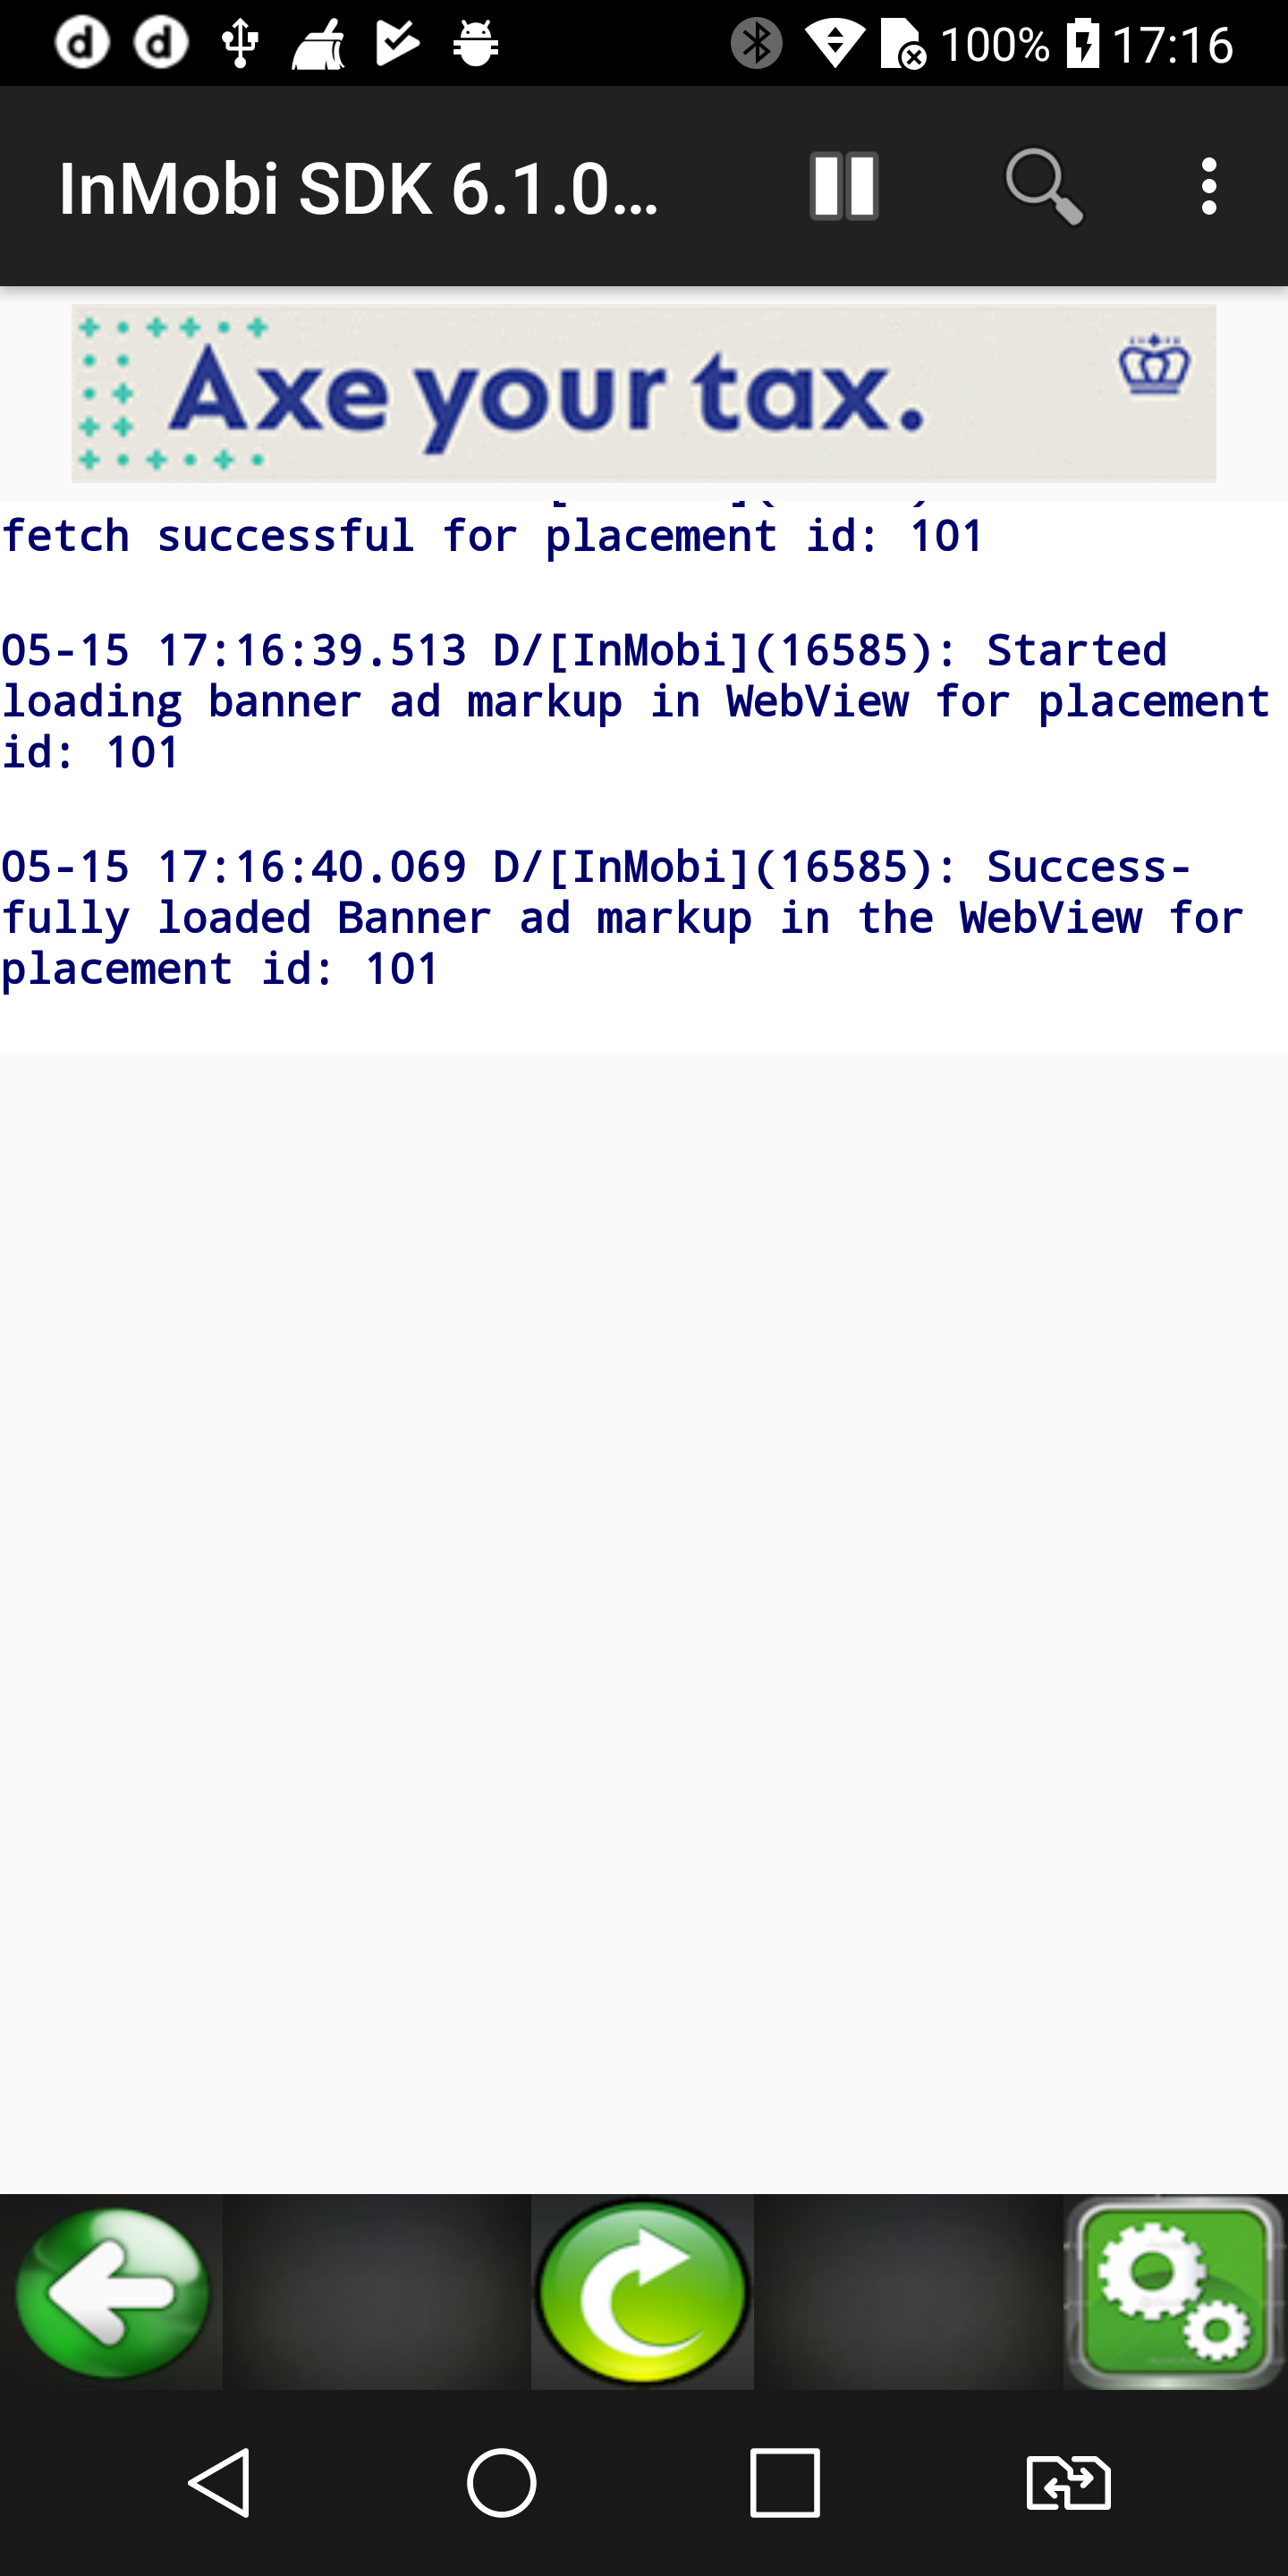 100% 17:16
InMobi SDK 6.1.0...
Axe your tax.
fetch successful for placement id: 101
05-15 17:16:39.513 D/[InMobi](16585): Started
loading banner ad markup in WebView for placement
id: 101
05-15 17:16:40.069 D/[InMobi](16585): Success-
fully loaded Banner ad markup in the WebView for
placement id: 101